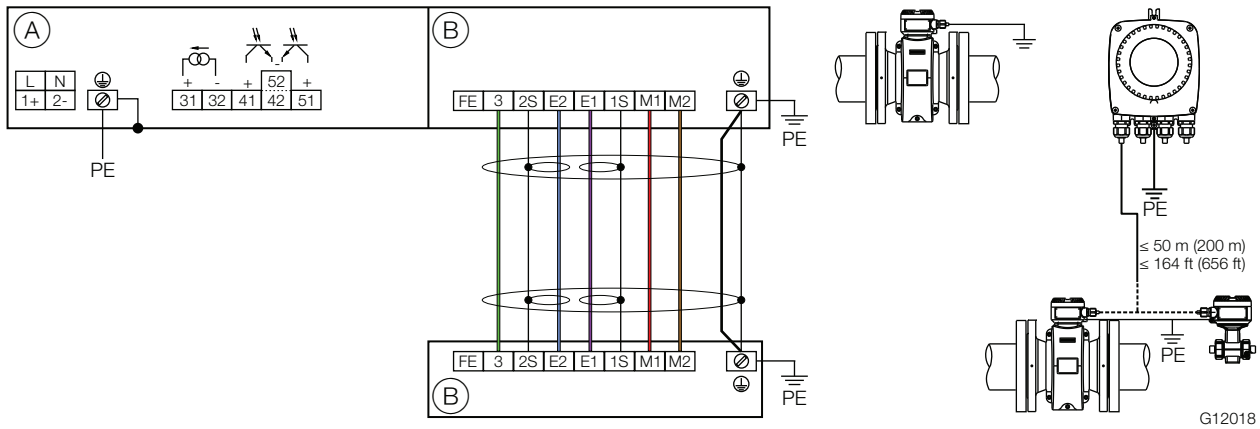 A
B
L N
1+ 2-
+ - + - +
52
31 32 41 42 51
PE
FE 3 2S E2 E1 1S M1 M2
PE
FE 3 2S E2 E1 1S M1 M2
B
PE
PE
≤ 50 m (200 m)
≤ 164 ft (656 ft)
PE
G12018